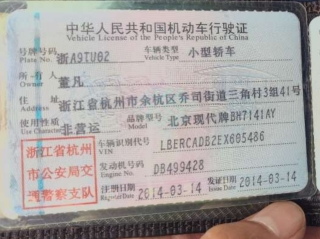 中华人民共和国机动车行驶证
Vehicle License of the People's Republic of China
号牌号码 浙A9TU62 车辆类型 小型轿车
Plate No. Vehicle Type
所有人 董凡
Owner
住址 浙江省杭州市余杭区乔司街道三角村3组41号
Address
使用性质 非营运 品牌型号 北京现代牌BH7141AY
Use Character
浙江省杭州 车辆识别代号 LBERCADB2EX605486
VIN
市公安局交 发动机号码 DB499428
Engine No.
通警察支队 注册日期 2014-03-14 发证日期 2014-03-14
Register Date Issue Date